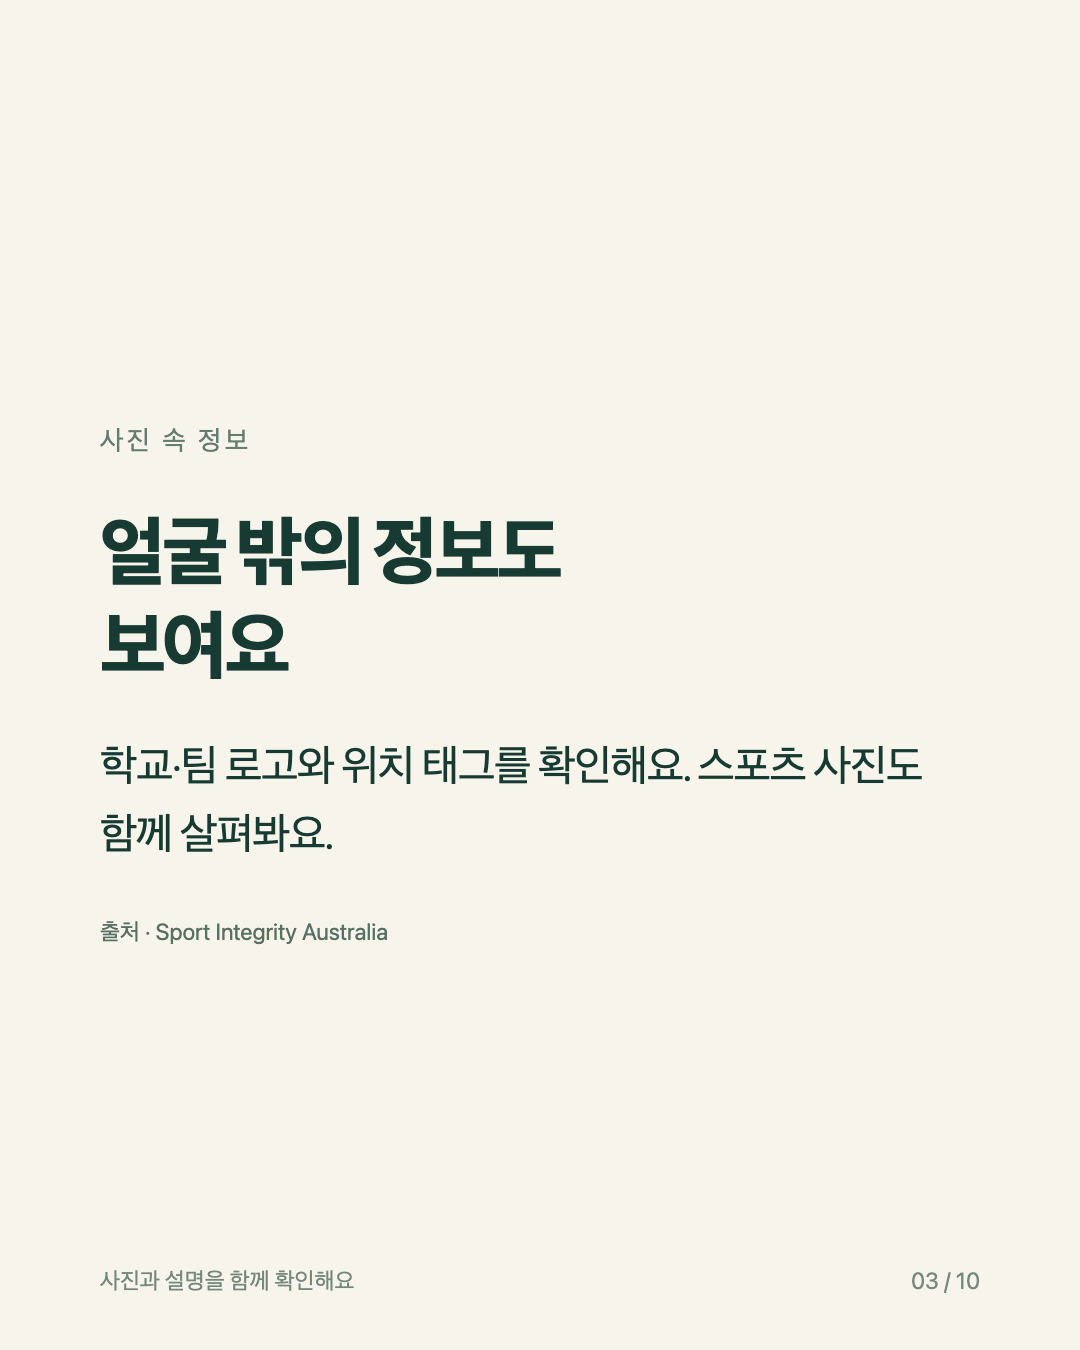 사진 속 정보
얼굴 밖의 정보도
보여요
학교·팀 로고와 위치 태그를 확인해요. 스포츠 사진도
함께 살펴봐요.
출처 · Sport Integrity Australia
사진과 설명을 함께 확인해요
03 / 10